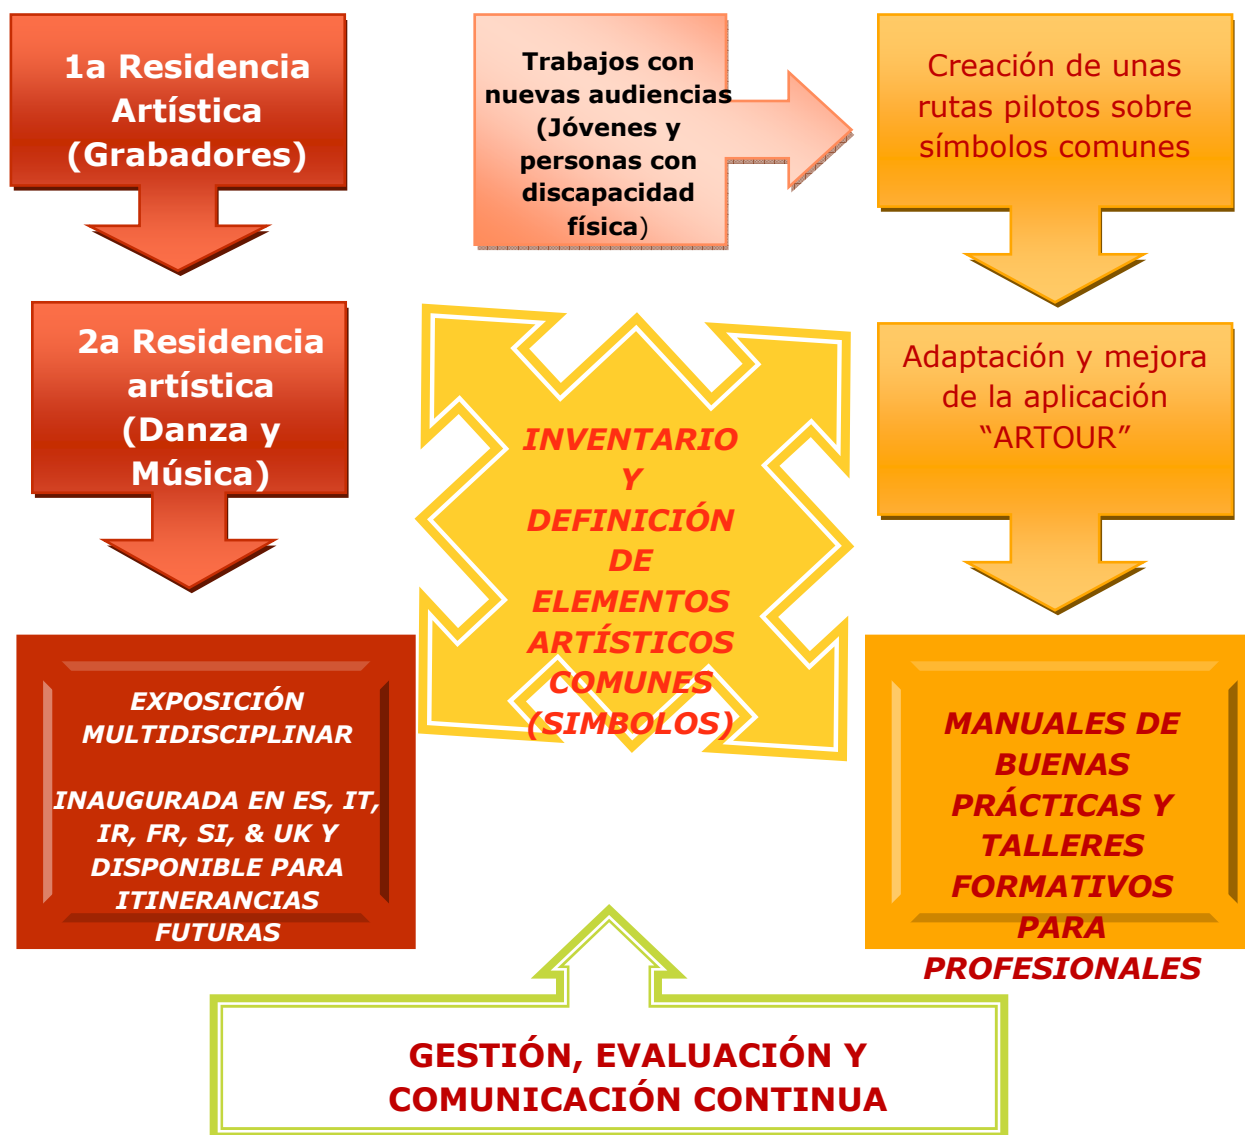 1a Residencia
Artística
(Grabadores)
Trabajos con
nuevas audiencias
(Jóvenes y
personas con
discapacidad
física)
Creación de unas
rutas pilotos sobre
símbolos comunes
2a Residencia
artística
(Danza y
Música)
INVENTARIO
Y
DEFINICIÓN
DE
ELEMENTOS
ARTÍSTICOS
COMUNES
(SIMBOLOS)
Adaptación y mejora
de la aplicación
“ARTOUR”
EXPOSICIÓN
MULTIDISCIPLINAR
INAUGURADA EN ES, IT,
IR, FR, SI, & UK Y
DISPONIBLE PARA
ITINERANCIAS
FUTURAS
MANUALES DE
BUENAS
PRÁCTICAS Y
TALLERES
FORMATIVOS
PARA
PROFESIONALES
GESTIÓN, EVALUACIÓN Y
COMUNICACIÓN CONTINUA